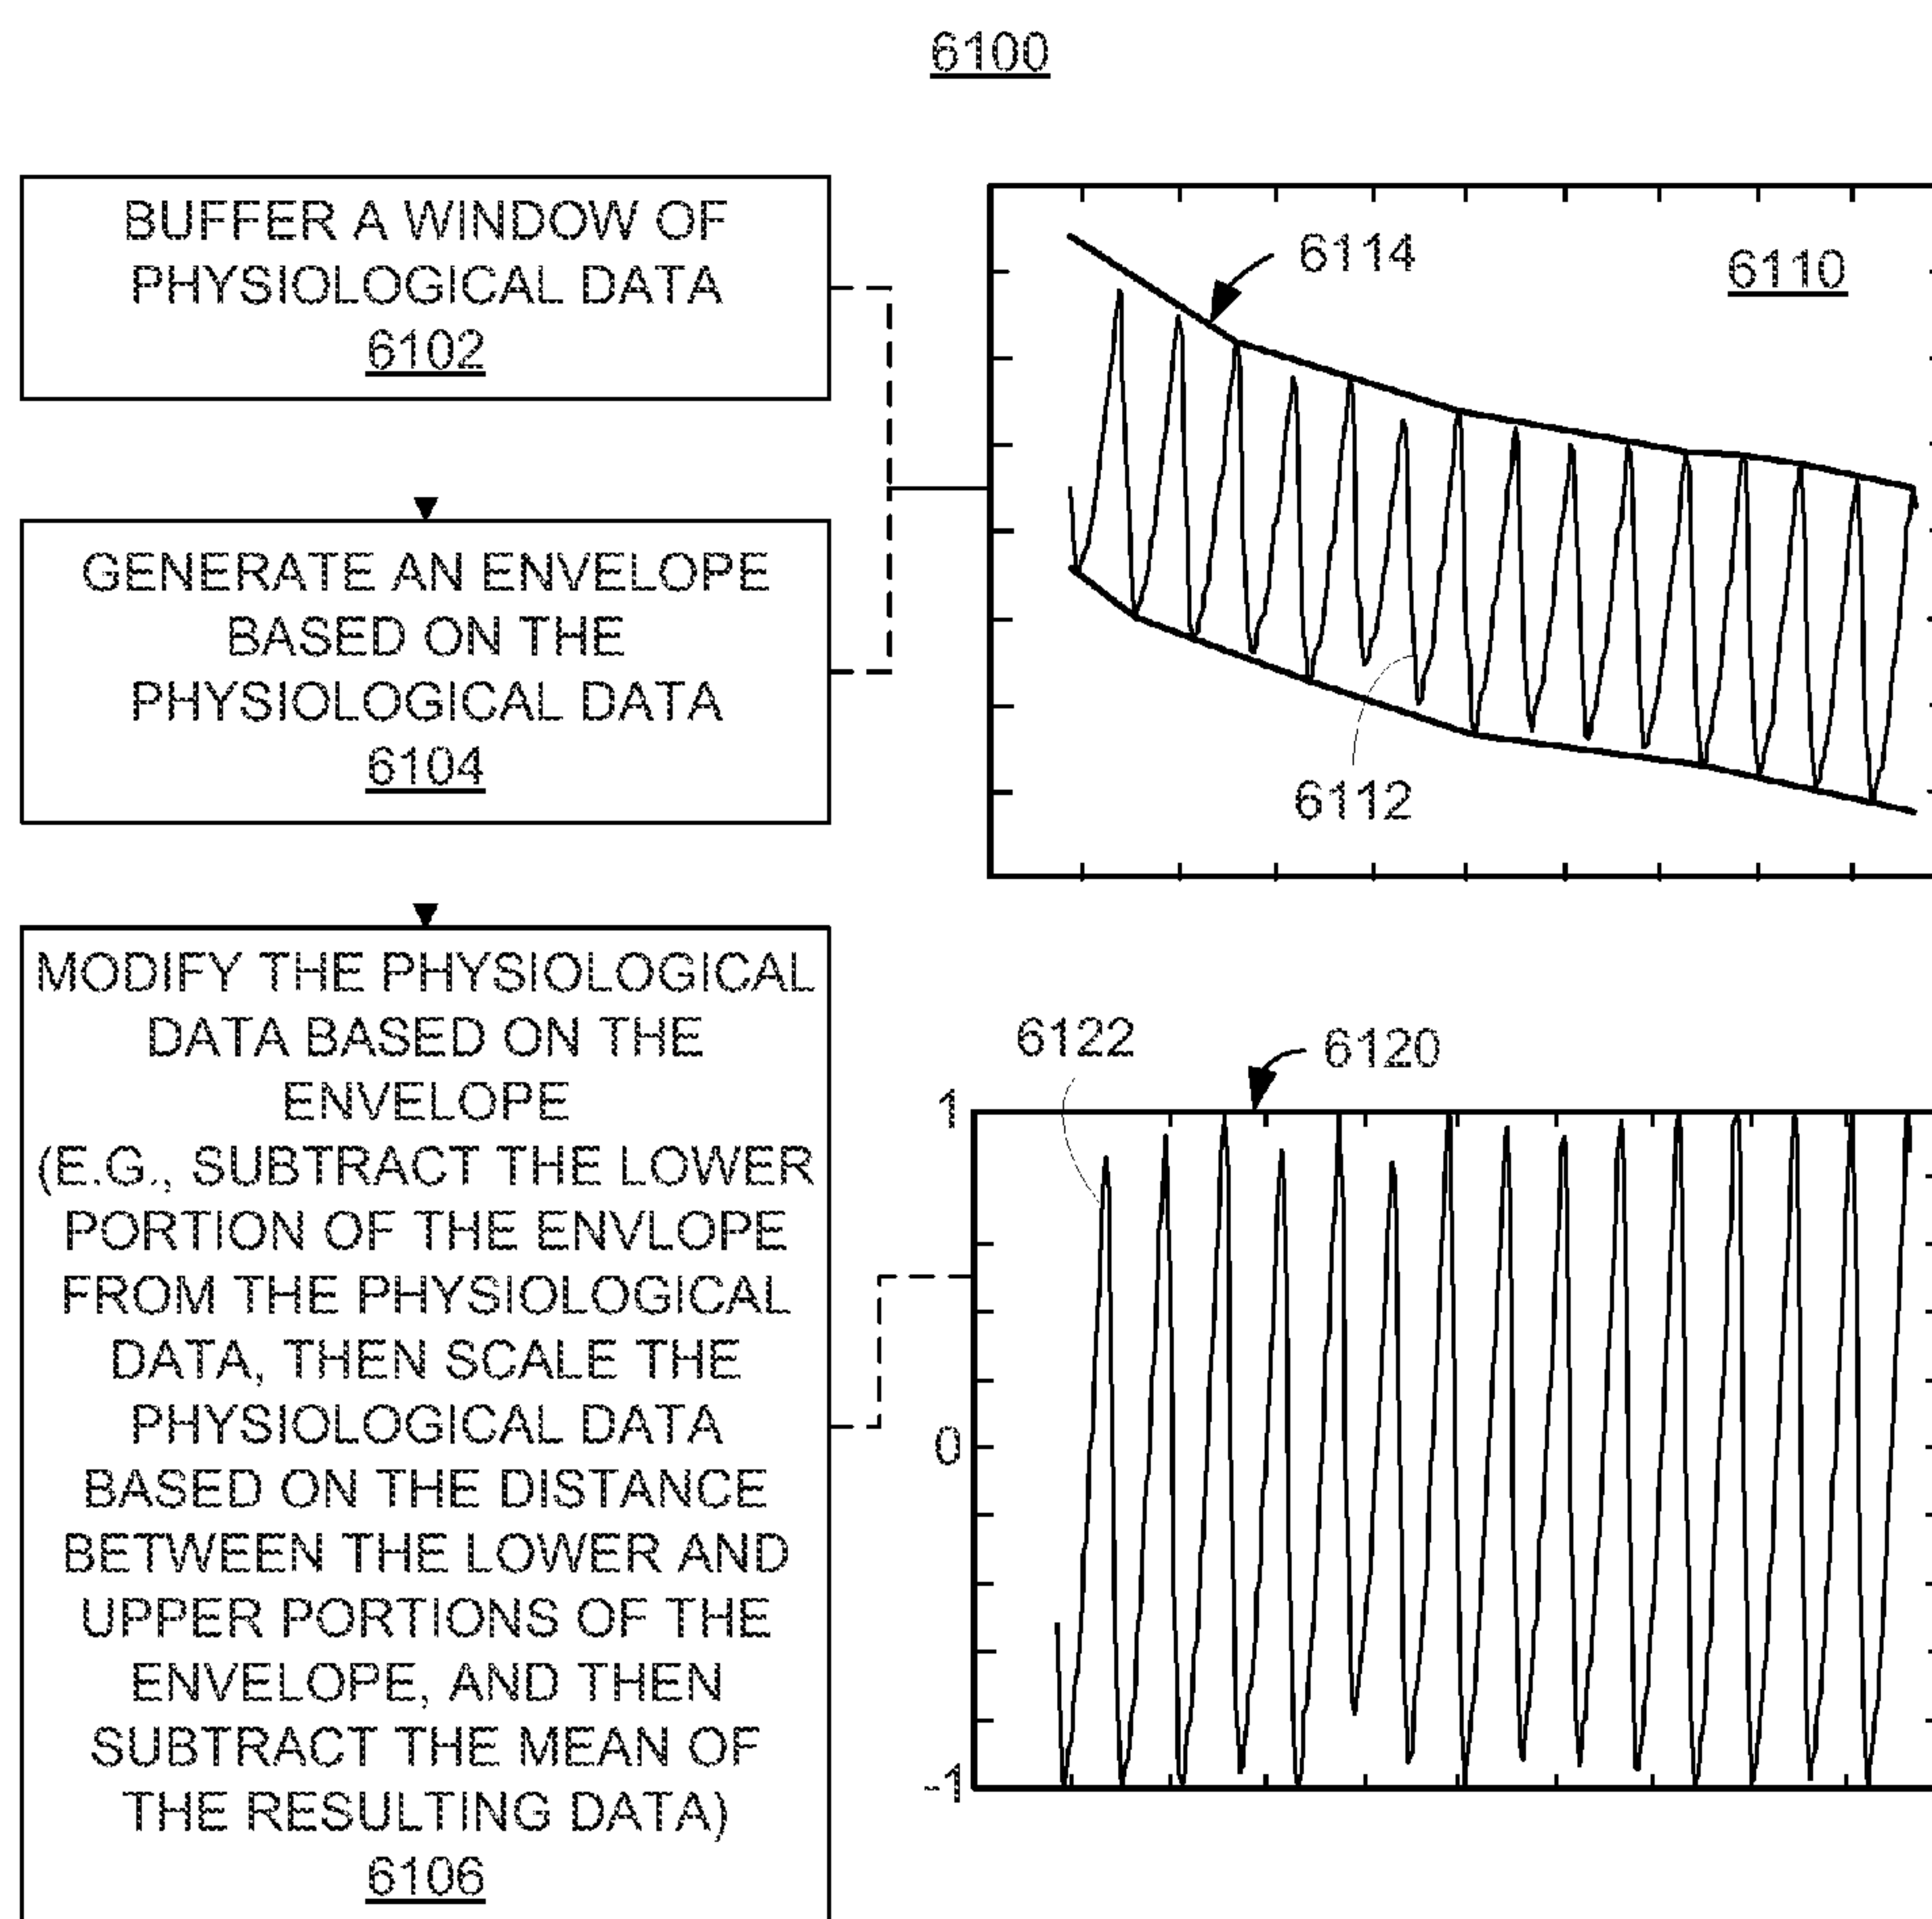 6100
BUFFER A WINDOW OF
PHYSIOLOGICAL DATA
6102
GENERATE AN ENVELOPE
BASED ON THE
PHYSIOLOGICAL DATA
6104
MODIFY THE PHYSIOLOGICAL
DATA BASED ON THE
ENVELOPE
(E.G., SUBTRACT THE LOWER
PORTION OF THE ENVLOPE
FROM THE PHYSIOLOGICAL
DATA, THEN SCALE THE
PHYSIOLOGICAL DATA
BASED ON THE DISTANCE
BETWEEN THE LOWER AND
UPPER PORTIONS OF THE
ENVELOPE, AND THEN
SUBTRACT THE MEAN OF
THE RESULTING DATA)
6106
6114
6110
6112
6122
6120
1
0
-1